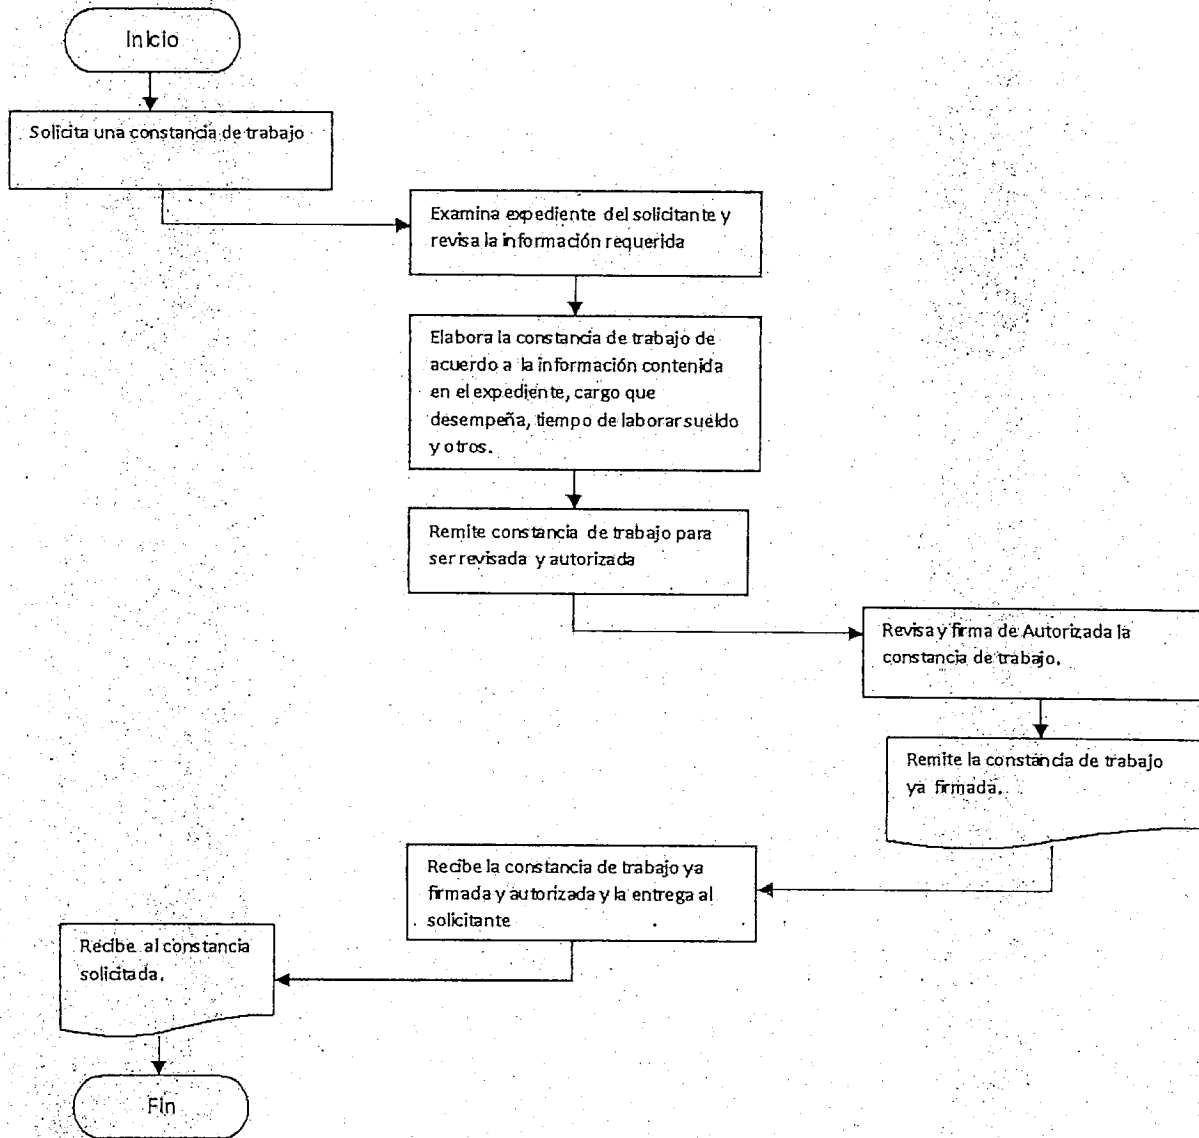 Inicio
Solicita una constancia de trabajo
Examina expediente del solicitante y
revisa la información requerida
Elabora la constancia de trabajo de
acuerdo a la información contenida
en el expediente, cargo que
desempeña, tiempo de laborar sueldo
y otros.
Remite constancia de trabajo para
ser revisada y autorizada
Revisa y firma de Autorizada la
constancia de trabajo.
Remite la constancia de trabajo
ya firmada.
Recibe la constancia de trabajo ya
firmada y autorizada y la entrega al
solicitante
Recibe al constancia
solicitada.
Fin